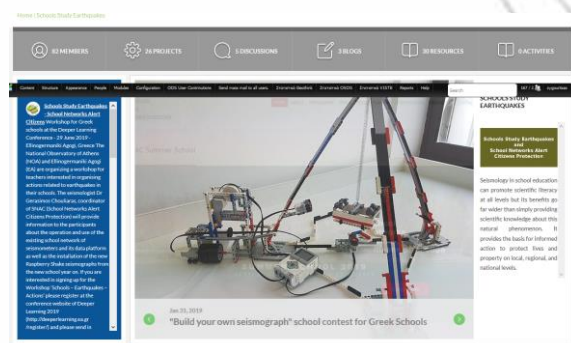 Home / Schools Study Earthquakes
82 MEMBERS
26 PROJECTS
5 DISCUSSIONS
3 BLOGS
30 RESOURCES
0 ACTIVITIES
Content Structure Appearance People Modules Configuration Send mass mail to all users Reports Help
Search
Schools Study Earthquakes
- School Networks Alert
Citizens Workshop for Greek
schools at the Deeper Learning
Conference - 29 June 2019 -
Ellinogermaniki Agogi, Greece The
National Observatory of Athens
(NOA) and Ellinogermaniki Agogi
(EA) are organizing a workshop for
teachers interested in organising
actions related to earthquakes in
their schools. The seismologist Dr
Gerasimos Chouliaras, coordinator
of SNAC (School Networks Alert
Citizens Protection) will provide
information to the participants
about the operation and use of the
existing school network of
seismometers and its data platform
as well as the installation of the new
Raspberry Shake seismographs from
the new school year on. If you are
interested in signing up for the
Workshop 'Schools - Earthquakes -
Actions' please register at the
conference website of Deeper
Learning 2019
(http://deeperlearning.ea.gr
/register/) and please send in
Jan 25, 2019
"Build your own seismograph" school contest for Greek Schools
SCHOOLS STUDY
EARTHQUAKES
Schools Study Earthquakes
and
School Networks Alert
Citizens Protection
Seismology in school education
can promote scientific literacy
at all levels but its benefits go
far wider than simply providing
scientific knowledge about this
natural phenomenon. It
provides the basis for informed
action to protect lives and
property on local, regional, and
national levels.